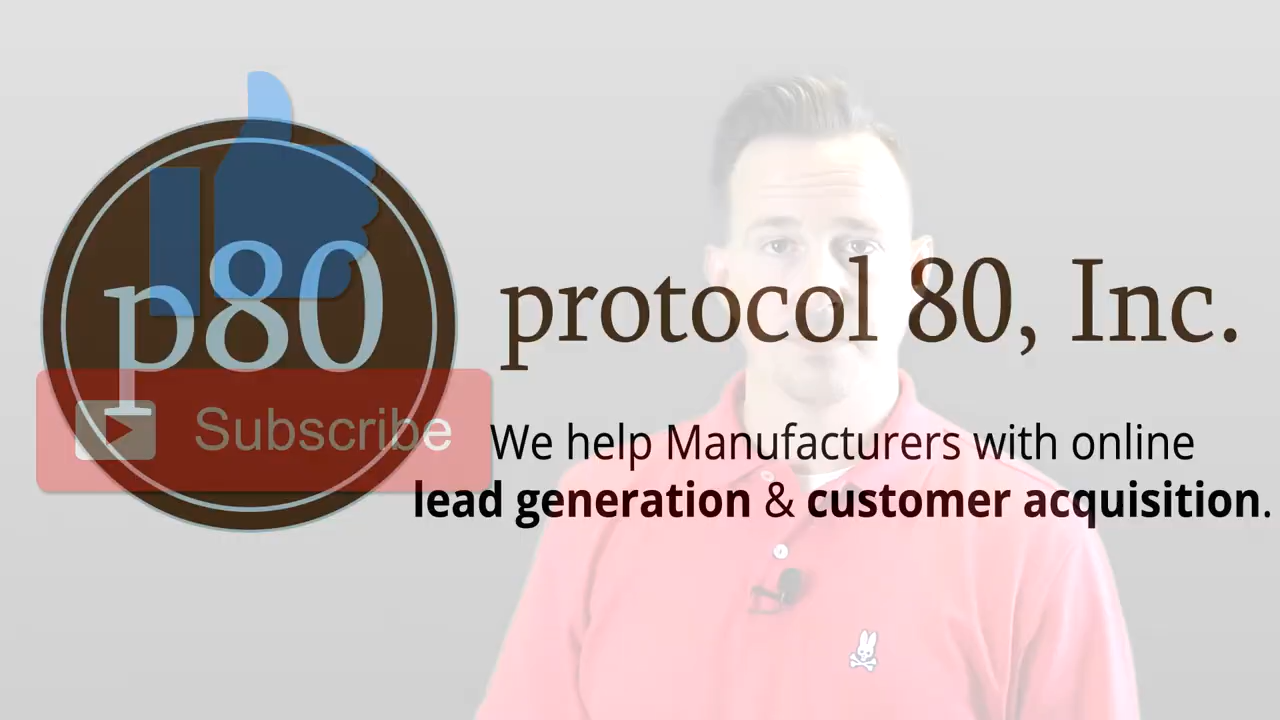 p80
protocol 80, Inc.
Subscribe
We help Manufacturers with online
lead generation & customer acquisition.